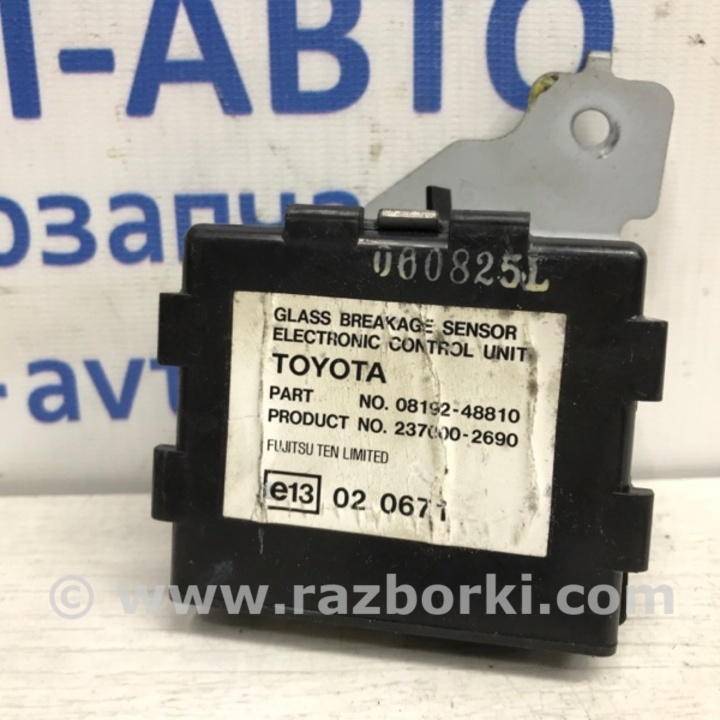 І-АВТО
озапча
-avto
060825L
GLASS BREAKAGE SENSOR
ELECTRONIC CONTROL UNIT
TOYOTA
PART NO. 08192-48810
PRODUCT NO. 237000-2690
FUJITSU TEN LIMITED
e13 02 0671
© www.razborki.com